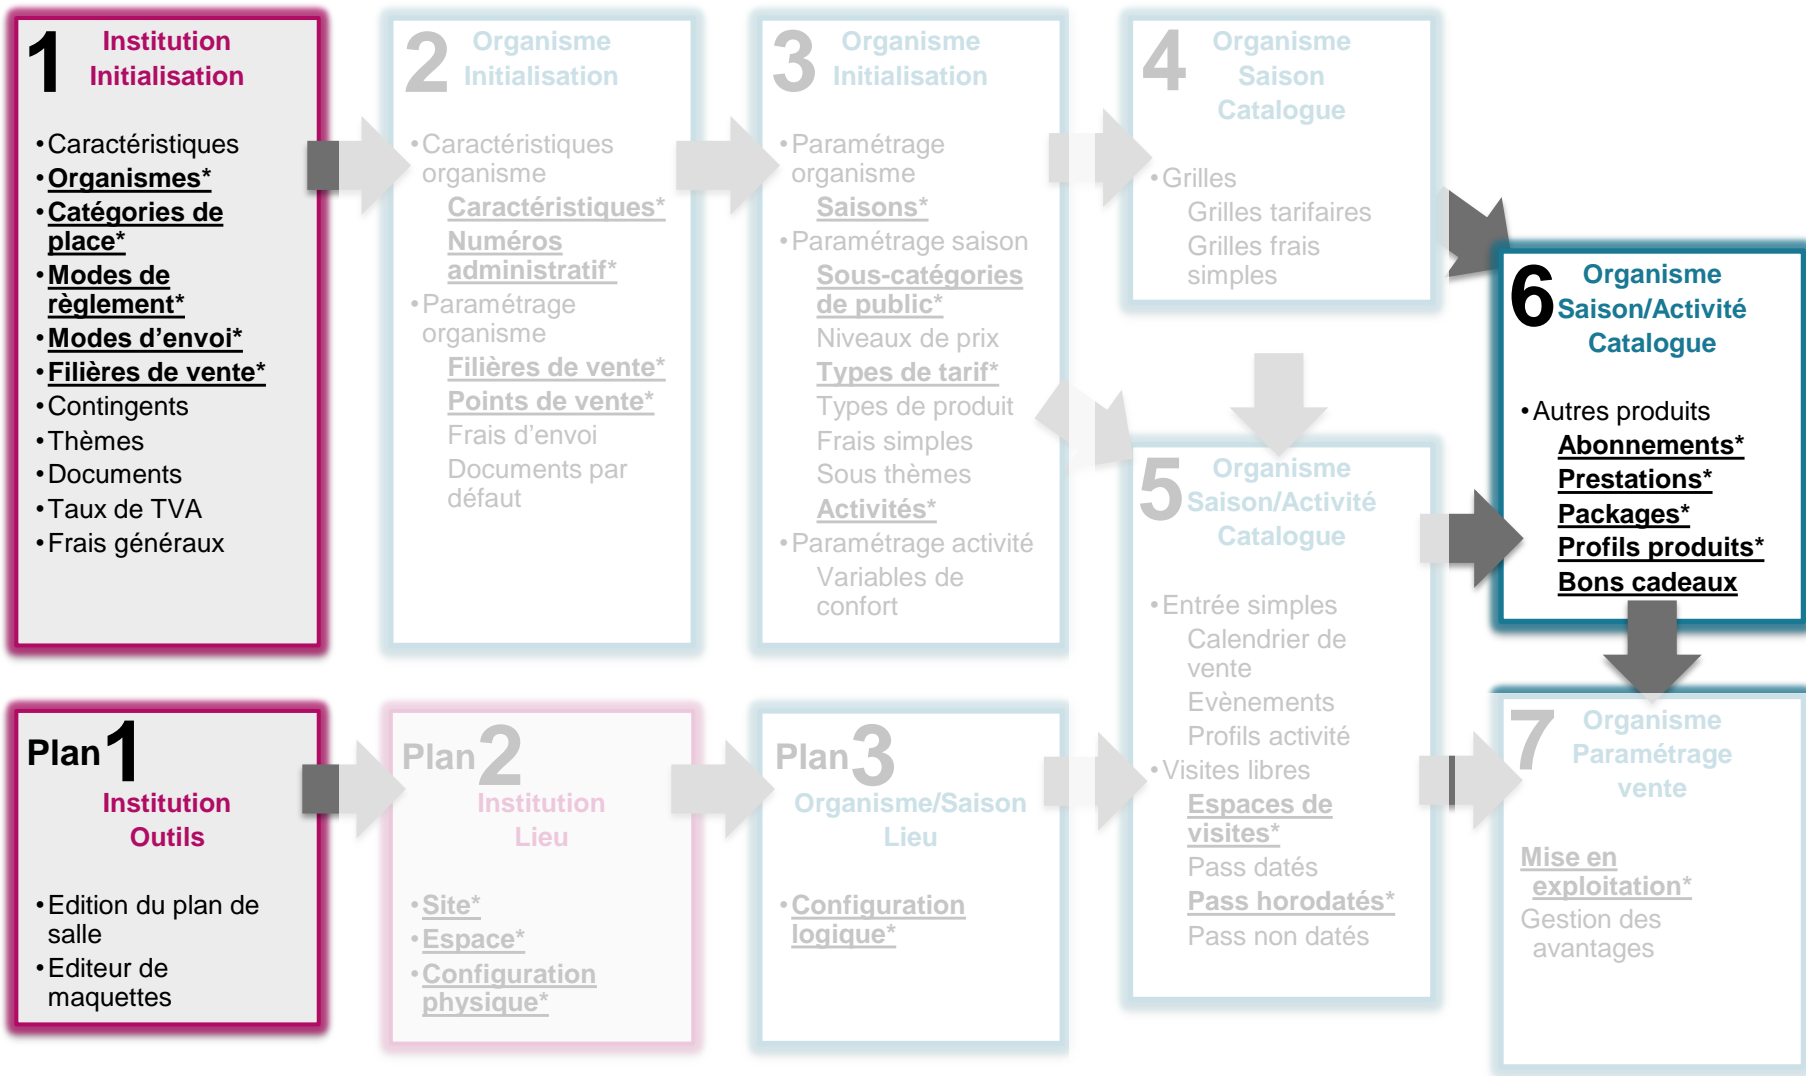 1
Institution
Initialisation
•Caractéristiques
•Organismes*
•Catégories de
place*
•Modes de
règlement*
•Modes d’envoi*
•Filières de vente*
•Contingents
•Thèmes
•Documents
•Taux de TVA
•Frais généraux
2
Organisme
Initialisation
•Caractéristiques
organisme
Caractéristiques*
Numéros
administratif*
•Paramétrage
organisme
Filières de vente*
Points de vente*
Frais d’envoi
Documents par
défaut
3
Organisme
Initialisation
•Paramétrage
organisme
Saisons*
•Paramétrage saison
Sous-catégories
de public*
Niveaux de prix
Types de tarif*
Types de produit
Frais simples
Sous thèmes
Activités*
•Paramétrage activité
Variables de
confort
4
Organisme
Saison
Catalogue
•Grilles
Grilles tarifaires
Grilles frais
simples
5
Organisme
Saison/Activité
Catalogue
•Entrée simples
Calendrier de
vente
Evènements
Profils activité
•Visites libres
Espaces de
visites*
Pass datés
Pass horodatés*
Pass non datés
6
Organisme
Saison/Activité
Catalogue
•Autres produits
Abonnements*
Prestations*
Packages*
Profils produits*
Bons cadeaux
Plan 1
Institution
Outils
•Edition du plan de
salle
•Editeur de
maquettes
Plan 2
Institution
Lieu
•Site*
•Espace*
•Configuration
physique*
Plan 3
Organisme/Saison
Lieu
•Configuration
logique*
7
Organisme
Paramétrage
vente
Mise en
exploitation*
Gestion des
avantages